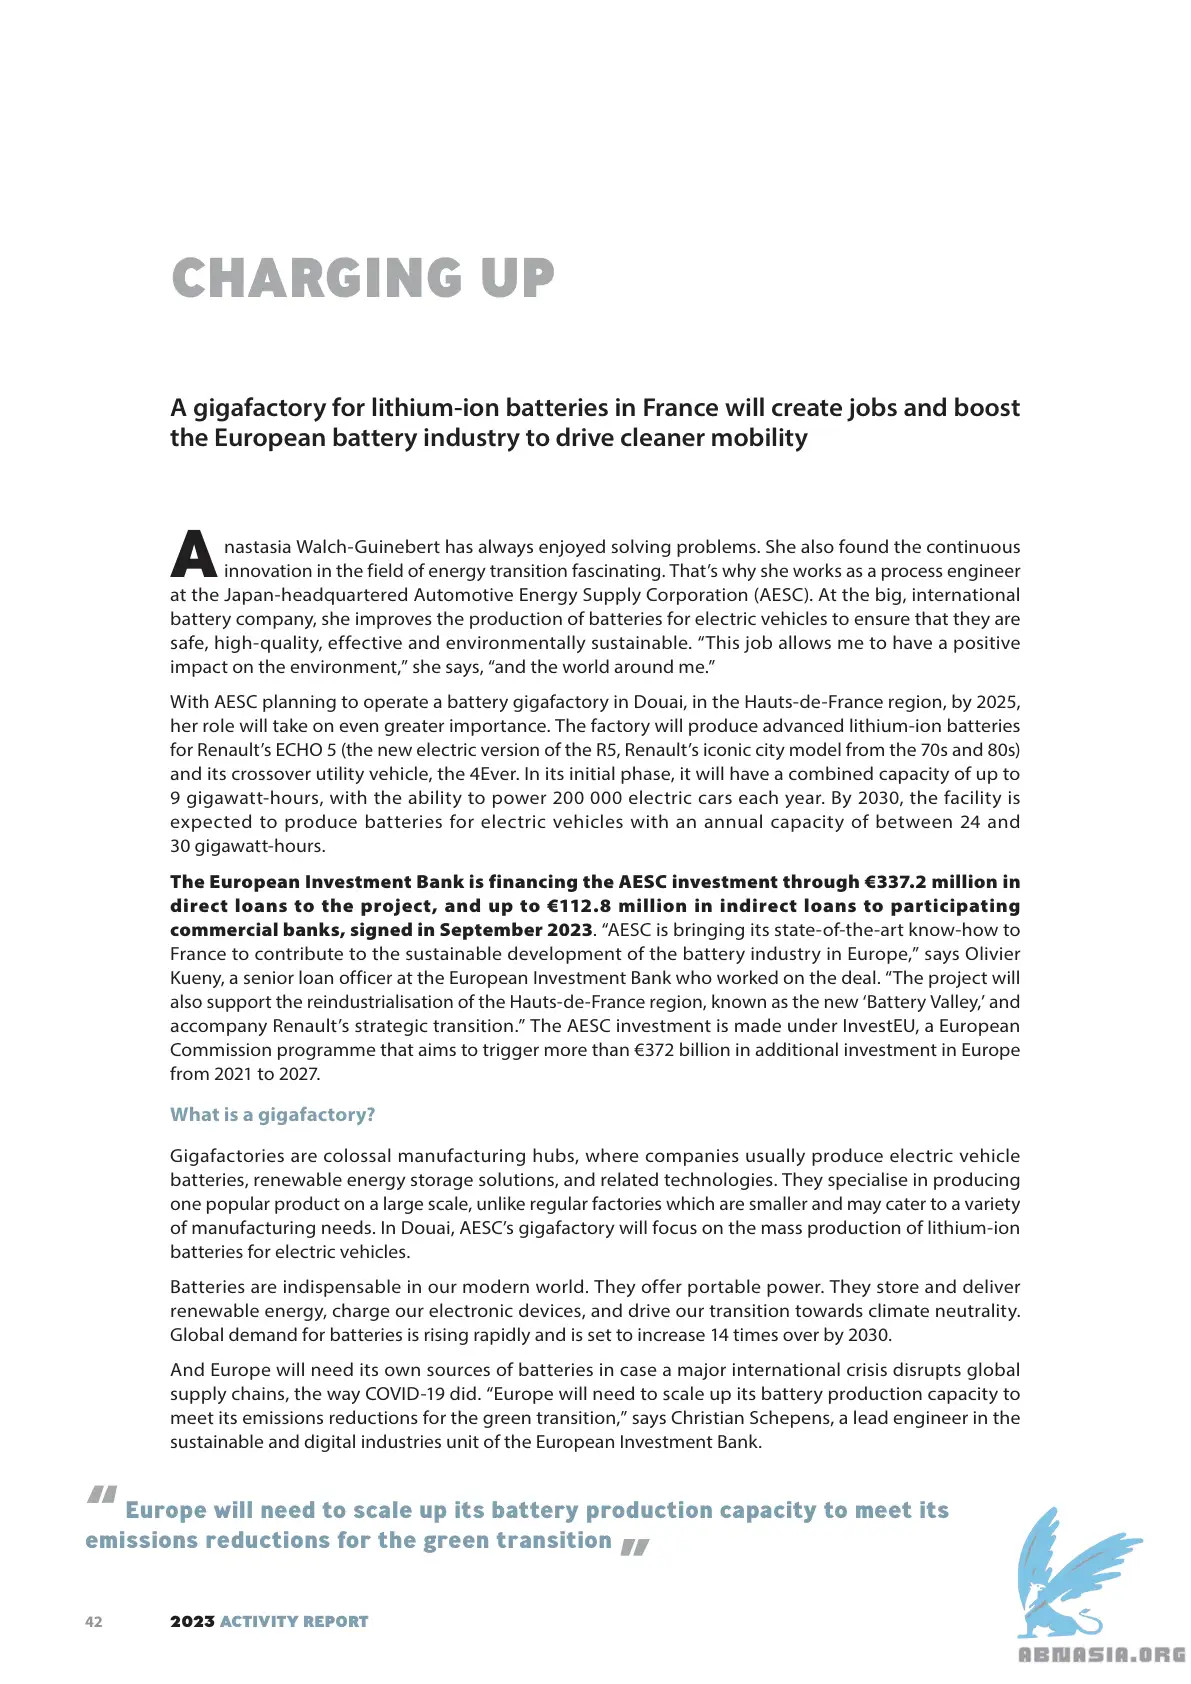 CHARGING UP
A gigafactory for lithium-ion batteries in France will create jobs and boost
the European battery industry to drive cleaner mobility
Anastasia Walch-Guinebert has always enjoyed solving problems. She also found the continuous
innovation in the field of energy transition fascinating. That’s why she works as a process engineer
at the Japan-headquartered Automotive Energy Supply Corporation (AESC). At the big, international
battery company, she improves the production of batteries for electric vehicles to ensure that they are
safe, high-quality, effective and environmentally sustainable. “This job allows me to have a positive
impact on the environment,” she says, “and the world around me.”
With AESC planning to operate a battery gigafactory in Douai, in the Hauts-de-France region, by 2025,
her role will take on even greater importance. The factory will produce advanced lithium-ion batteries
for Renault’s ECHO 5 (the new electric version of the R5, Renault’s iconic city model from the 70s and 80s)
and its crossover utility vehicle, the 4Ever. In its initial phase, it will have a combined capacity of up to
9 gigawatt-hours, with the ability to power 200 000 electric cars each year. By 2030, the facility is
expected to produce batteries for electric vehicles with an annual capacity of between 24 and
30 gigawatt-hours.
The European Investment Bank is financing the AESC investment through €337.2 million in
direct loans to the project, and up to €112.8 million in indirect loans to participating
commercial banks, signed in September 2023. “AESC is bringing its state-of-the-art know-how to
France to contribute to the sustainable development of the battery industry in Europe,” says Olivier
Kueny, a senior loan officer at the European Investment Bank who worked on the deal. “The project will
also support the reindustrialisation of the Hauts-de-France region, known as the new ‘Battery Valley,’ and
accompany Renault’s strategic transition.” The AESC investment is made under InvestEU, a European
Commission programme that aims to trigger more than €372 billion in additional investment in Europe
from 2021 to 2027.
What is a gigafactory?
Gigafactories are colossal manufacturing hubs, where companies usually produce electric vehicle
batteries, renewable energy storage solutions, and related technologies. They specialise in producing
one popular product on a large scale, unlike regular factories which are smaller and may cater to a variety
of manufacturing needs. In Douai, AESC’s gigafactory will focus on the mass production of lithium-ion
batteries for electric vehicles.
Batteries are indispensable in our modern world. They offer portable power. They store and deliver
renewable energy, charge our electronic devices, and drive our transition towards climate neutrality.
Global demand for batteries is rising rapidly and is set to increase 14 times over by 2030.
And Europe will need its own sources of batteries in case a major international crisis disrupts global
supply chains, the way COVID-19 did. “Europe will need to scale up its battery production capacity to
meet its emissions reductions for the green transition,” says Christian Schepens, a lead engineer in the
sustainable and digital industries unit of the European Investment Bank.
" Europe will need to scale up its battery production capacity to meet its
emissions reductions for the green transition "
42 2023 ACTIVITY REPORT
ABNASIA.ORG